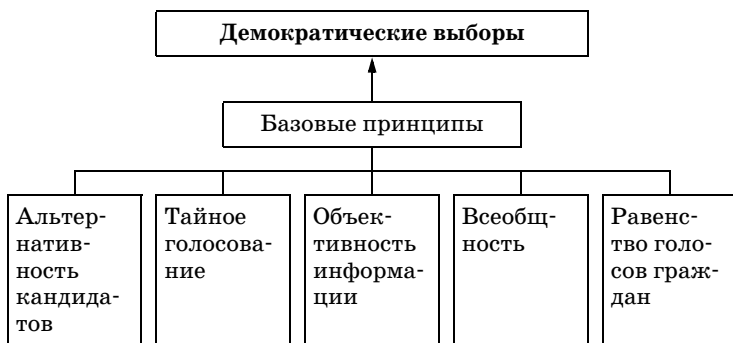 Демократические выборы
Базовые принципы
Альтер-
натив-
ность
кандида-
тов
Тайное
голосова-
ние
Объек-
тивность
информа-
ции
Всеобщ-
ность
Равенс-
тво голо-
сов граж-
дан